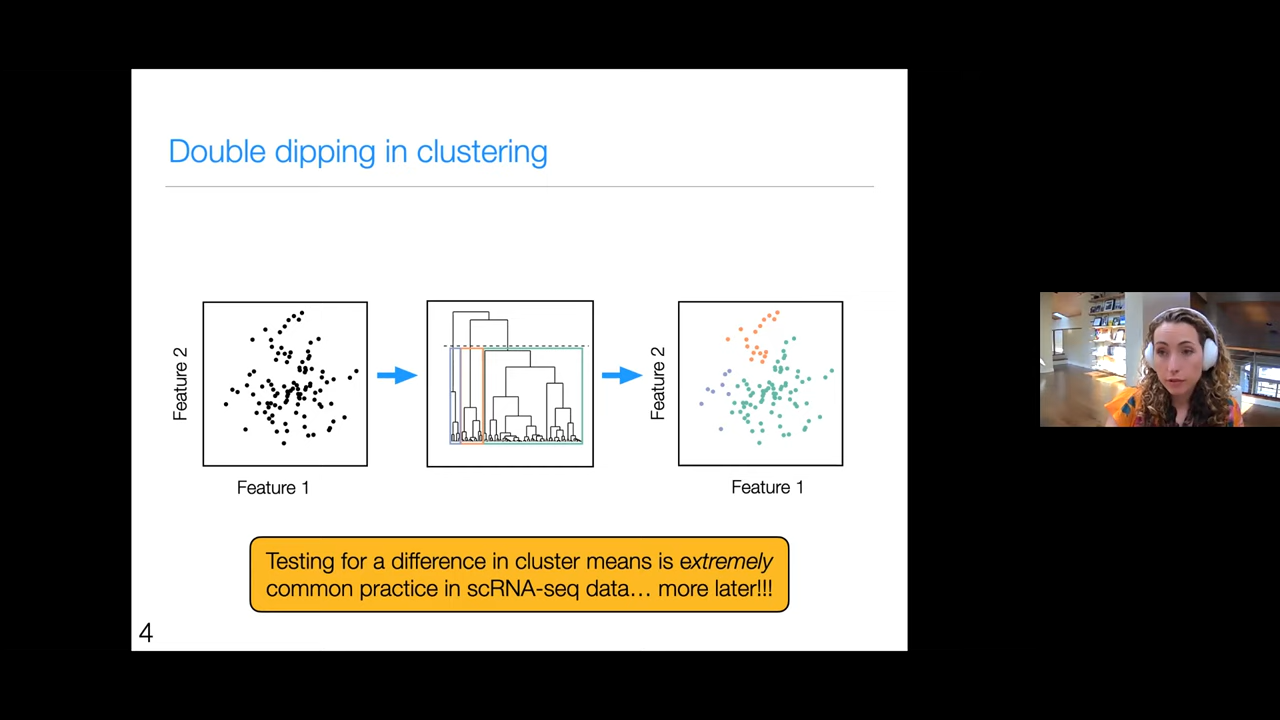 Double dipping in clustering
Feature 2
Feature 1
Feature 2
Feature 1
Testing for a difference in cluster means is extremely
common practice in scRNA-seq data… more later!!!
4